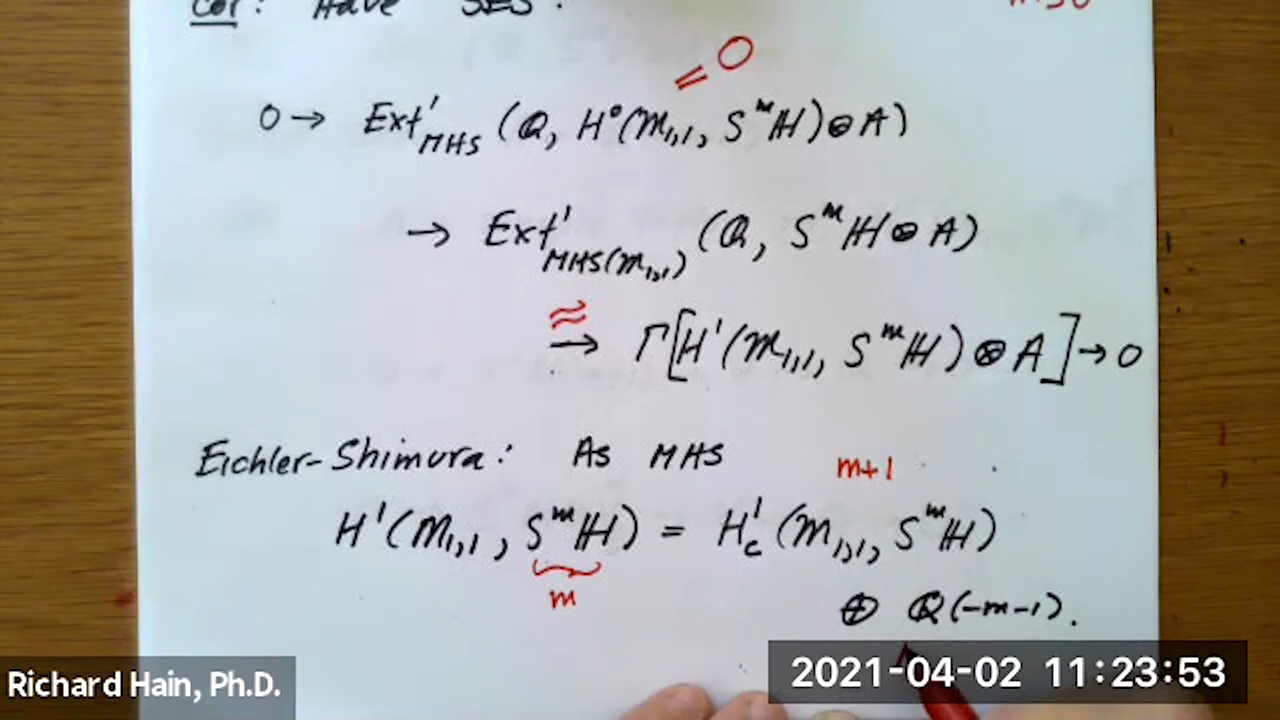 Cor: Have SES:
= 0
0 → Ext¹_MHS (ℚ, H⁰(M₁,₁, SᵐℍI) ⊗ A)
→ Ext¹_MHS(M₁,₁) (ℚ, Sᵐℍ ⊗ A)
≈
→ Γ[H¹(M₁,₁, Sᵐℍ) ⊗ A] → 0
Eichler-Shimura: As MHS
m+1
H¹(M₁,₁, Sᵐℍ) = H¹_c(M₁,₁, Sᵐℍ)
m
⊕ ℚ(-m-1).
2021-04-02 11:23:53
Richard Hain, Ph.D.